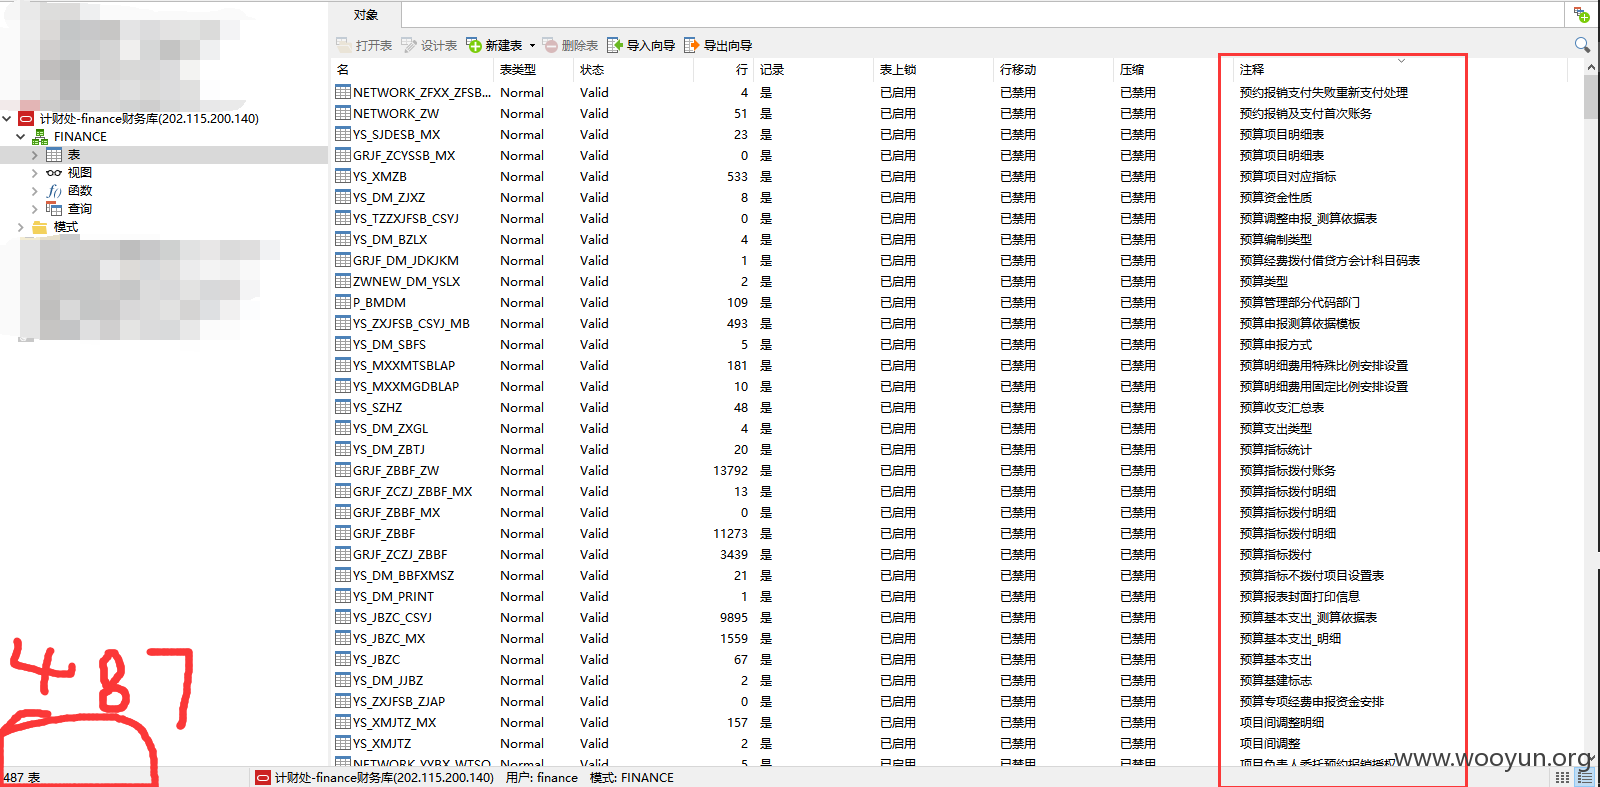 对象
打开表 设计表 新建表 删除表 导入向导 导出向导
名 表类型 状态 行 记录 表上锁 行移动 压缩 注释
计财处-finance财务库(202.115.200.140)
FINANCE
表
视图
函数
查询
模式
NETWORK_ZFXX_ZFSB... Normal Valid 4 是 已启用 已禁用 已禁用 预约报销支付失败重新支付处理
NETWORK_ZW Normal Valid 51 是 已启用 已禁用 已禁用 预约报销及支付首次账务
YS_SJDESB_MX Normal Valid 23 是 已启用 已禁用 已禁用 预算项目明细表
GRJF_ZCYSSB_MX Normal Valid 0 是 已启用 已禁用 已禁用 预算项目明细表
YS_XMZB Normal Valid 533 是 已启用 已禁用 已禁用 预算项目对应指标
YS_DM_ZJXZ Normal Valid 8 是 已启用 已禁用 已禁用 预算资金性质
YS_TZZXJFSB_CSYJ Normal Valid 0 是 已启用 已禁用 已禁用 预算调整申报_测算依据表
YS_DM_BZLX Normal Valid 4 是 已启用 已禁用 已禁用 预算编制类型
GRJF_DM_JDKJKM Normal Valid 1 是 已启用 已禁用 已禁用 预算经费拨付借贷方会计科目码表
ZWNEW_DM_YSLX Normal Valid 2 是 已启用 已禁用 已禁用 预算类型
P_BMDM Normal Valid 109 是 已启用 已禁用 已禁用 预算管理部分代码部门
YS_ZXJFSB_CSYJ_MB Normal Valid 493 是 已启用 已禁用 已禁用 预算申报测算依据模板
YS_DM_SBFS Normal Valid 5 是 已启用 已禁用 已禁用 预算申报方式
YS_MXXMTSBLAP Normal Valid 181 是 已启用 已禁用 已禁用 预算明细费用特殊比例安排设置
YS_MXXMGDBLAP Normal Valid 10 是 已启用 已禁用 已禁用 预算明细费用固定比例安排设置
YS_SZHZ Normal Valid 48 是 已启用 已禁用 已禁用 预算收支汇总表
YS_DM_ZXGL Normal Valid 4 是 已启用 已禁用 已禁用 预算支出类型
YS_DM_ZBTJ Normal Valid 20 是 已启用 已禁用 已禁用 预算指标统计
GRJF_ZBBF_ZW Normal Valid 13792 是 已启用 已禁用 已禁用 预算指标拨付账务
GRJF_ZCZJ_ZBBF_MX Normal Valid 13 是 已启用 已禁用 已禁用 预算指标拨付明细
GRJF_ZBBF_MX Normal Valid 0 是 已启用 已禁用 已禁用 预算指标拨付明细
GRJF_ZBBF Normal Valid 11273 是 已启用 已禁用 已禁用 预算指标拨付明细
GRJF_ZCZJ_ZBBF Normal Valid 3439 是 已启用 已禁用 已禁用 预算指标拨付
YS_DM_BBFXMSZ Normal Valid 21 是 已启用 已禁用 已禁用 预算指标不拨付项目设置表
YS_DM_PRINT Normal Valid 1 是 已启用 已禁用 已禁用 预算报表封面打印信息
YS_JBZC_CSYJ Normal Valid 9895 是 已启用 已禁用 已禁用 预算基本支出_测算依据表
YS_JBZC_MX Normal Valid 1559 是 已启用 已禁用 已禁用 预算基本支出_明细
YS_JBZC Normal Valid 67 是 已启用 已禁用 已禁用 预算基本支出
YS_DM_JJBZ Normal Valid 2 是 已启用 已禁用 已禁用 预算基建标志
YS_ZXJFSB_ZJAP Normal Valid 0 是 已启用 已禁用 已禁用 预算专项经费申报资金安排
YS_XMJTZ_MX Normal Valid 157 是 已启用 已禁用 已禁用 项目间调整明细
YS_XMJTZ Normal Valid 2 是 已启用 已禁用 已禁用 项目间调整
NETWORK_YYBX_WTSQ Normal Valid 5 是 已启用 已禁用 已禁用 项目负责人委托预约报销授权
487
www.wooyun.org
487 表 计财处-finance财务库(202.115.200.140) 用户: finance 模式: FINANCE